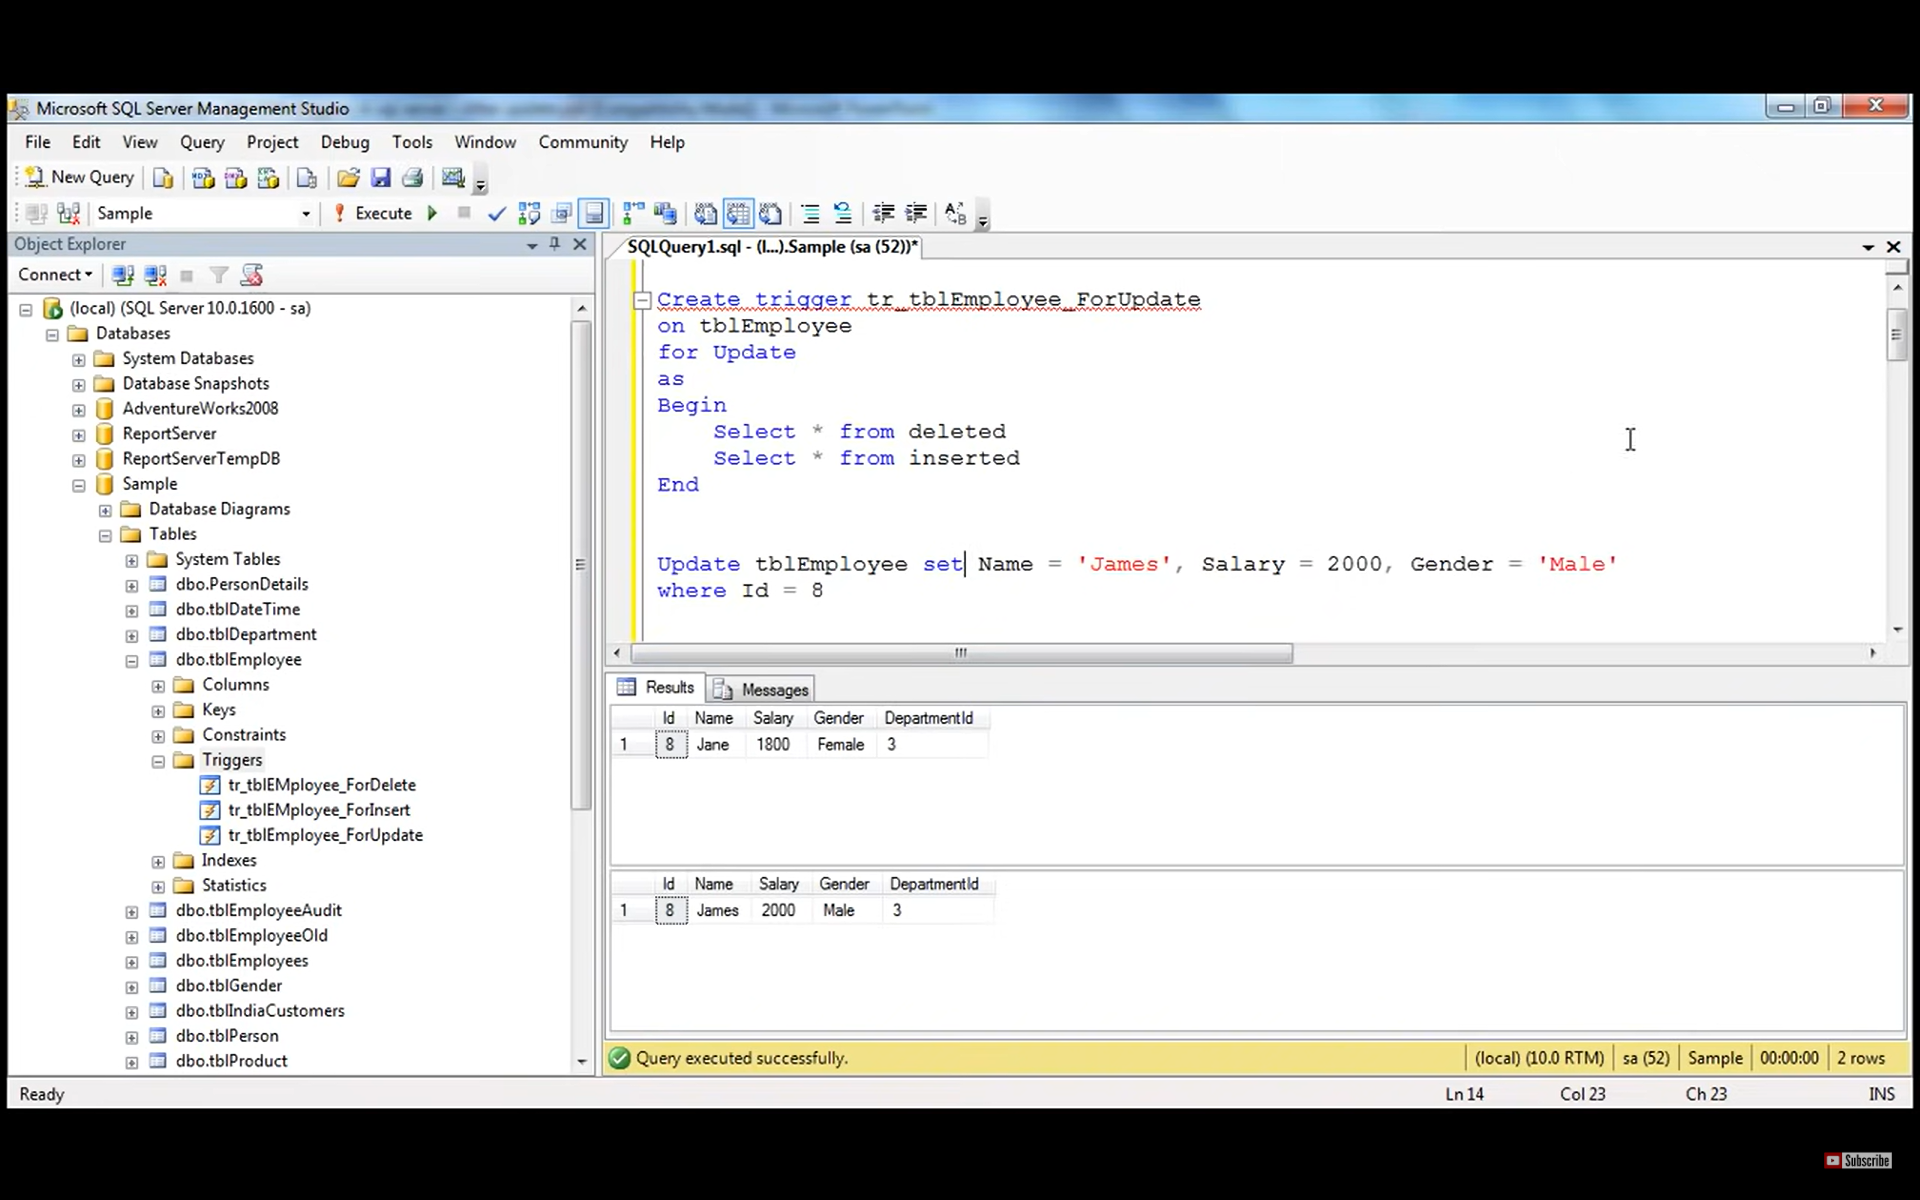 Microsoft SQL Server Management Studio
File Edit View Query Project Debug Tools Window Community Help
New Query
Sample Execute
Object Explorer
Connect
(local) (SQL Server 10.0.1600 - sa)
Databases
System Databases
Database Snapshots
AdventureWorks2008
ReportServer
ReportServerTempDB
Sample
Database Diagrams
Tables
System Tables
dbo.PersonDetails
dbo.tblDateTime
dbo.tblDepartment
dbo.tblEmployee
Columns
Keys
Constraints
Triggers
tr_tblEMployee_ForDelete
tr_tblEMployee_ForInsert
tr_tblEmployee_ForUpdate
Indexes
Statistics
dbo.tblEmployeeAudit
dbo.tblEmployeeOld
dbo.tblEmployees
dbo.tblGender
dbo.tblIndiaCustomers
dbo.tblPerson
dbo.tblProduct
SQLQuery1.sql - (l...).Sample (sa (52))*
Create trigger tr_tblEmployee_ForUpdate
on tblEmployee
for Update
as
Begin
Select * from deleted
Select * from inserted
End
Update tblEmployee set Name = 'James', Salary = 2000, Gender = 'Male'
where Id = 8
Results Messages
Id Name Salary Gender DepartmentId
1 8 Jane 1800 Female 3
Id Name Salary Gender DepartmentId
1 8 James 2000 Male 3
Query executed successfully. (local) (10.0 RTM) sa (52) Sample 00:00:00 2 rows
Ready Ln 14 Col 23 Ch 23 INS
Subscribe